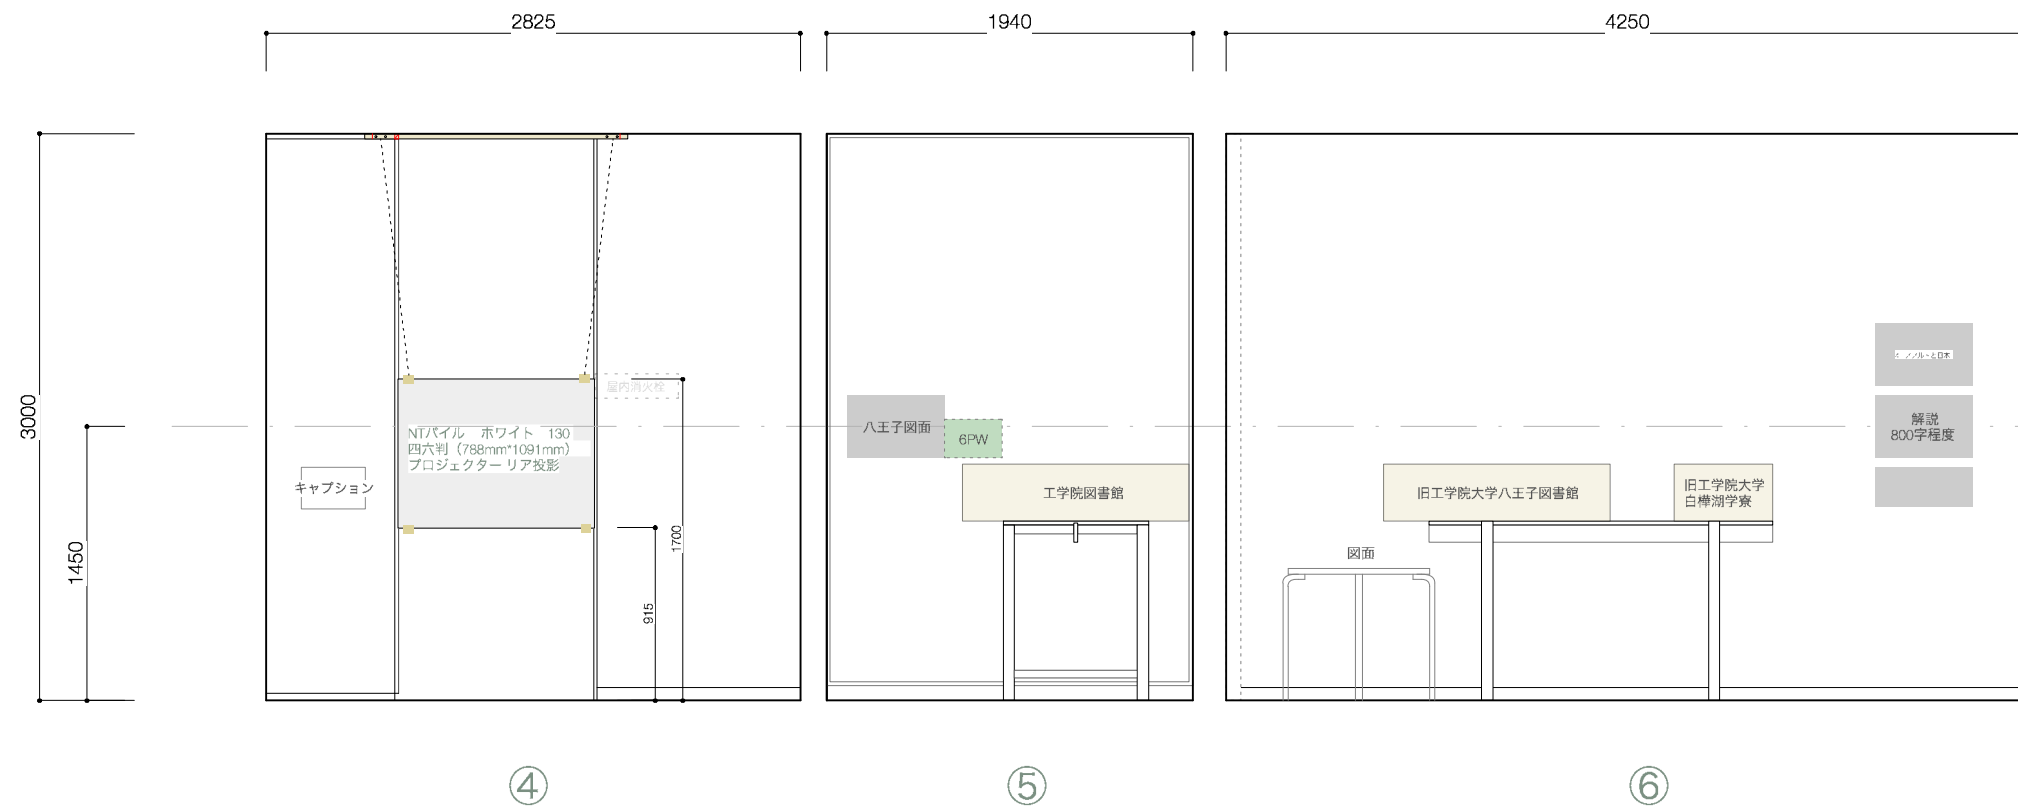 2825
1940
4250
3000
1450
屋内消火栓
NTパイル　ホワイト　130
四六判（788mm*1091mm）
プロジェクター リア投影
キャプション
1700
915
八王子図面
6PW
工学院図書館
旧工学院大学八王子図書館
旧工学院大学
白樺湖学寮
図面
と日本
解説
800字程度
④
⑤
⑥